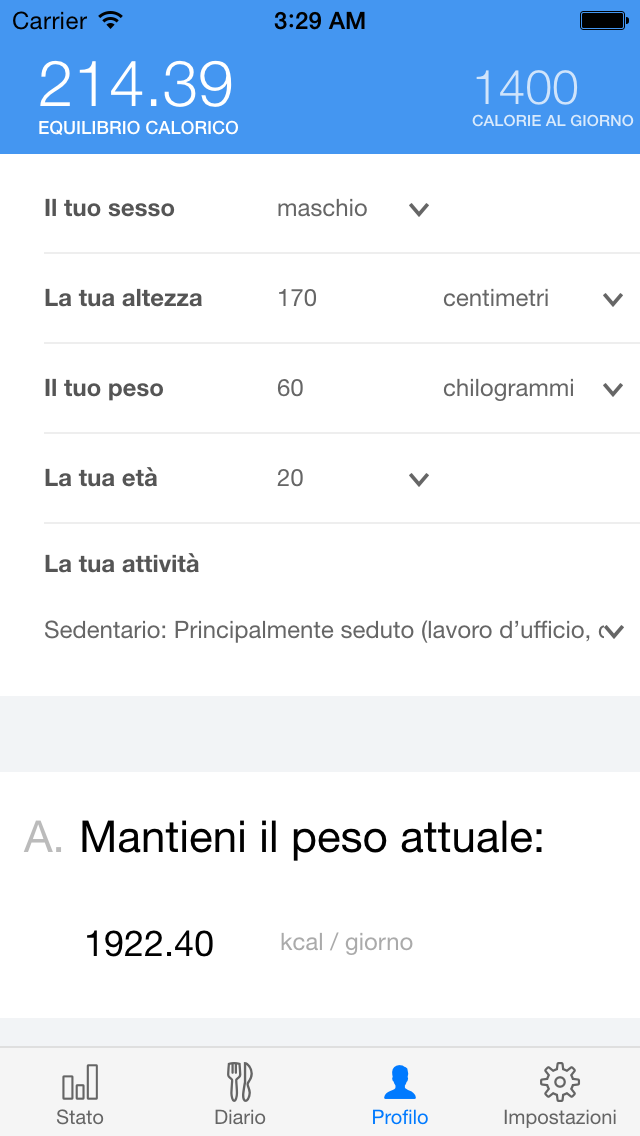 Carrier 3:29 AM
214.39 1400
EQUILIBRIO CALORICO CALORIE AL GIORNO
Il tuo sesso maschio
La tua altezza 170 centimetri
Il tuo peso 60 chilogrammi
La tua età 20
La tua attività
Sedentario: Principalmente seduto (lavoro d'ufficio,
A. Mantieni il peso attuale:
1922.40 kcal / giorno
Stato Diario Profilo Impostazioni